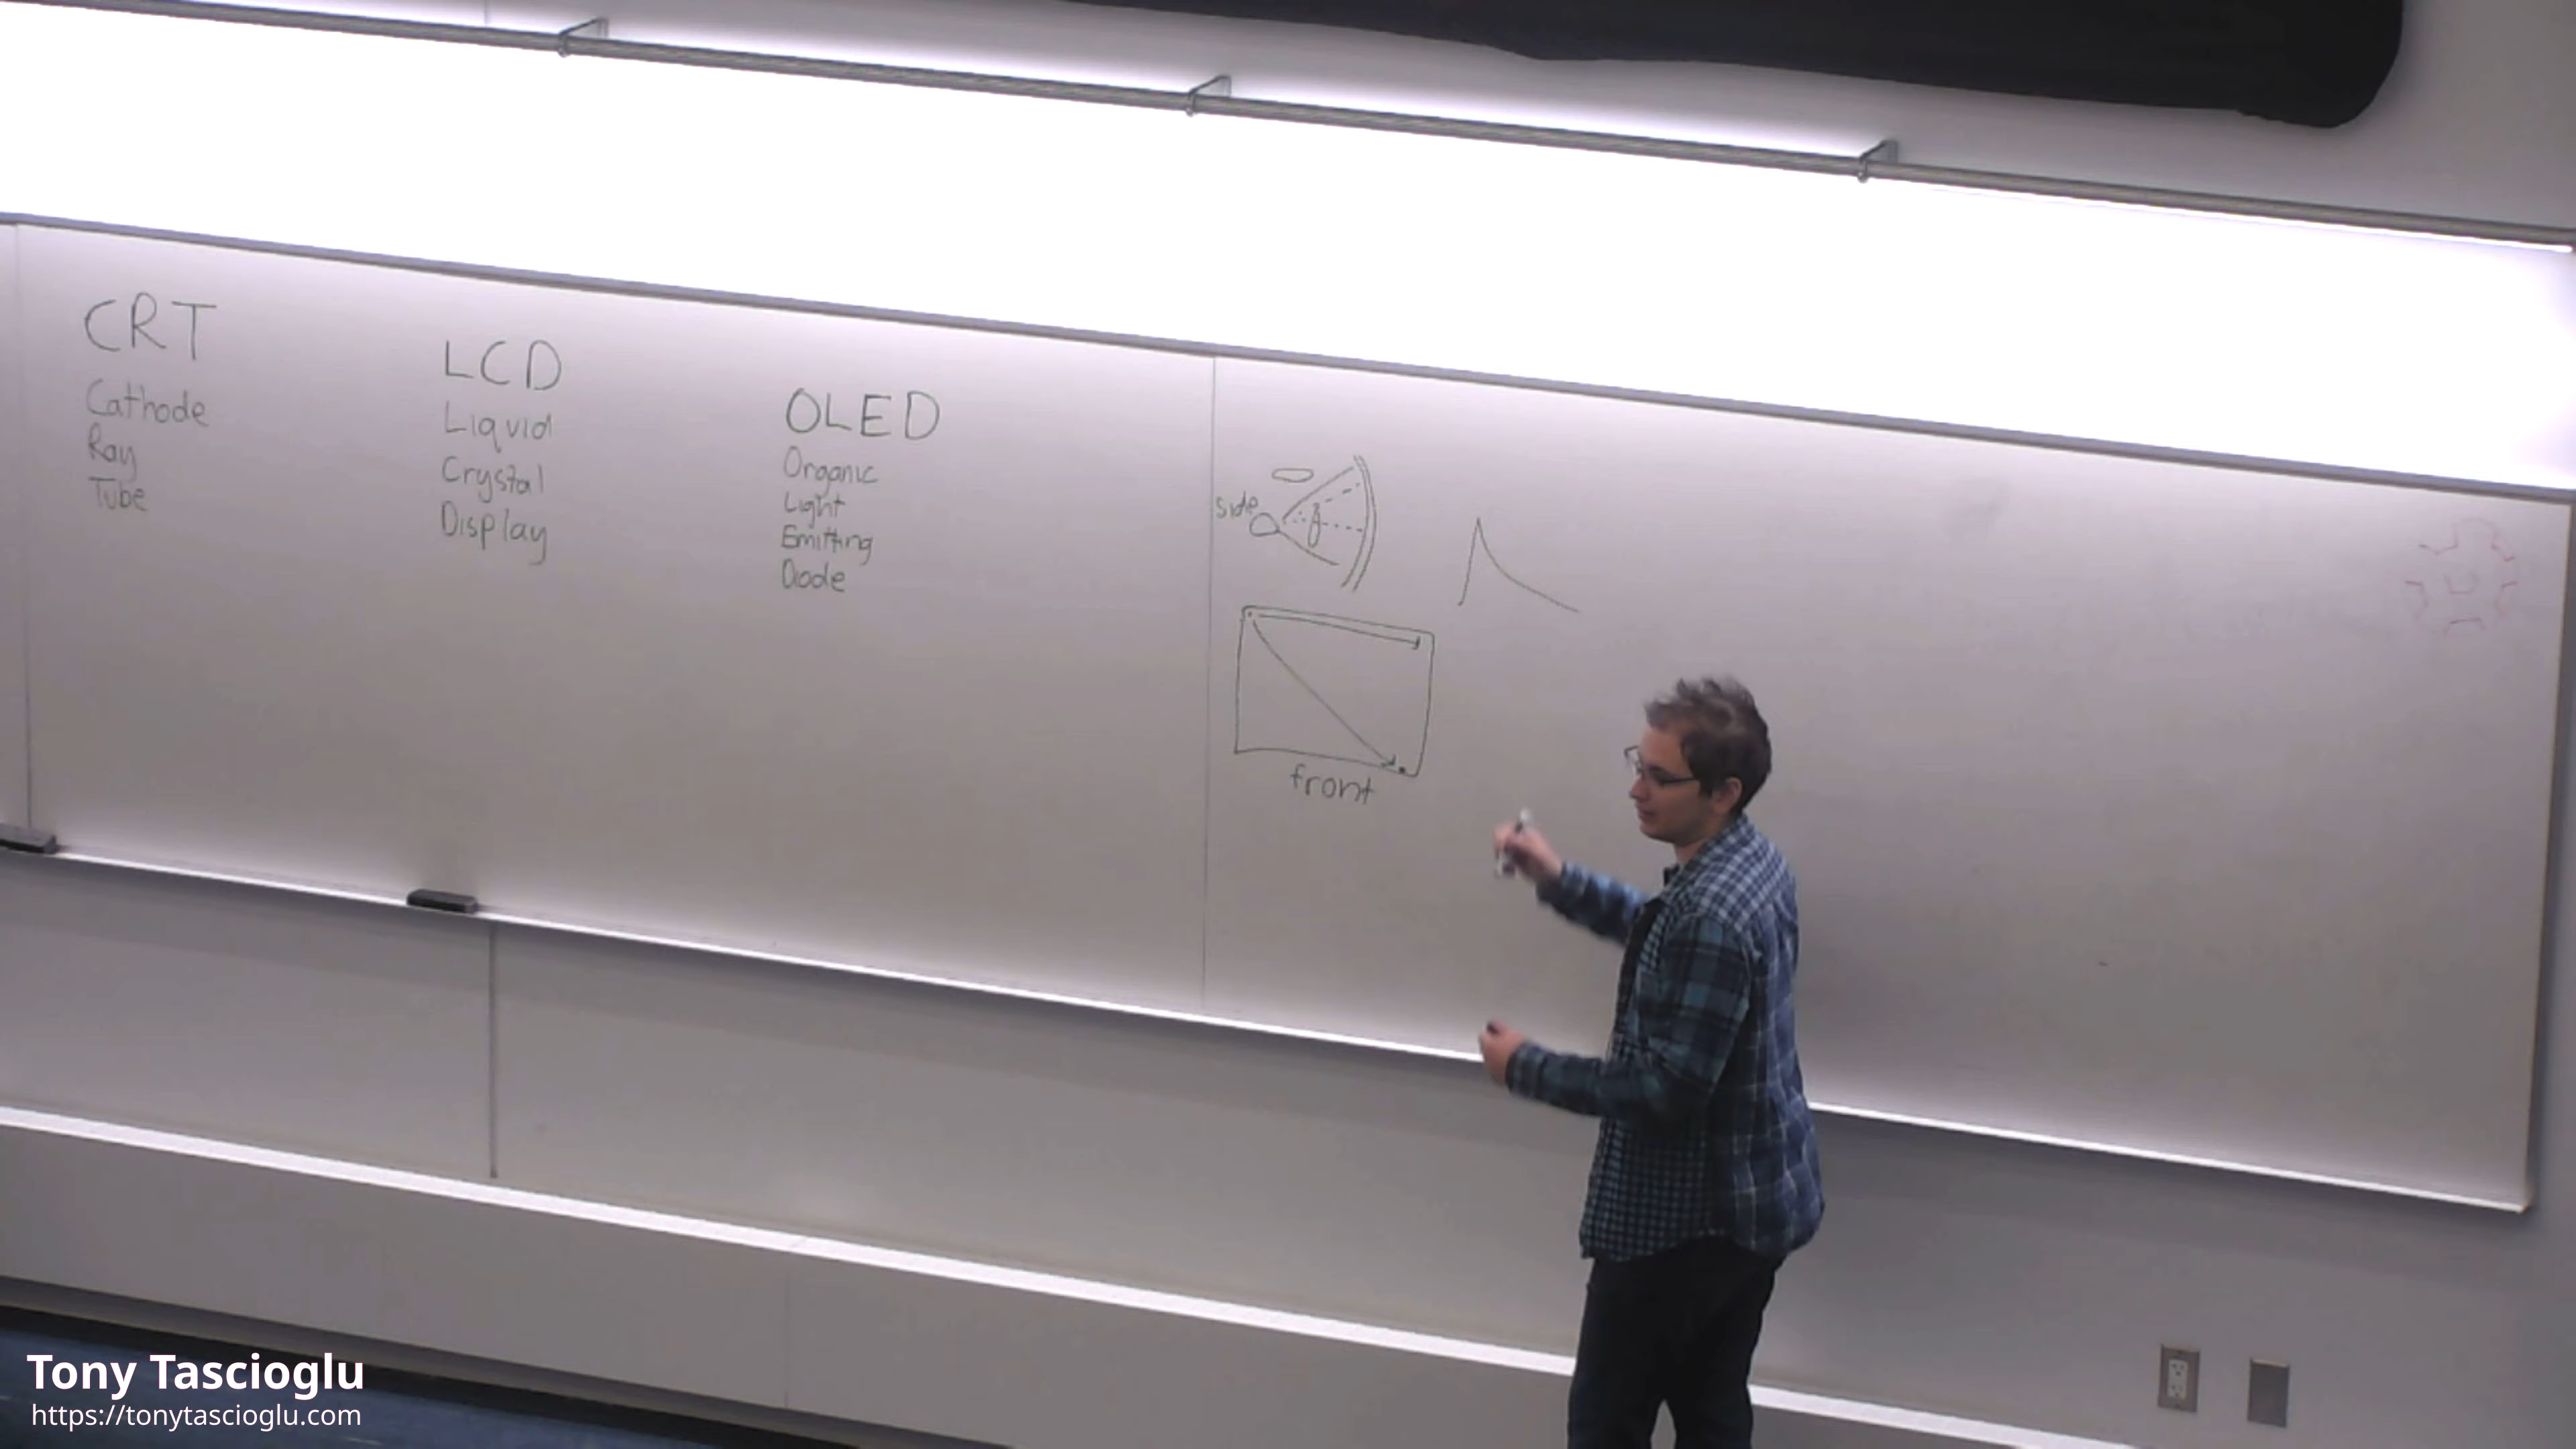 CRT
Cathode
Ray
Tube
LCD
Liquid
Crystal
Display
OLED
Organic
Light
Emitting
Diode
side
front
Tony Tascioglu
https://tonytascioglu.com